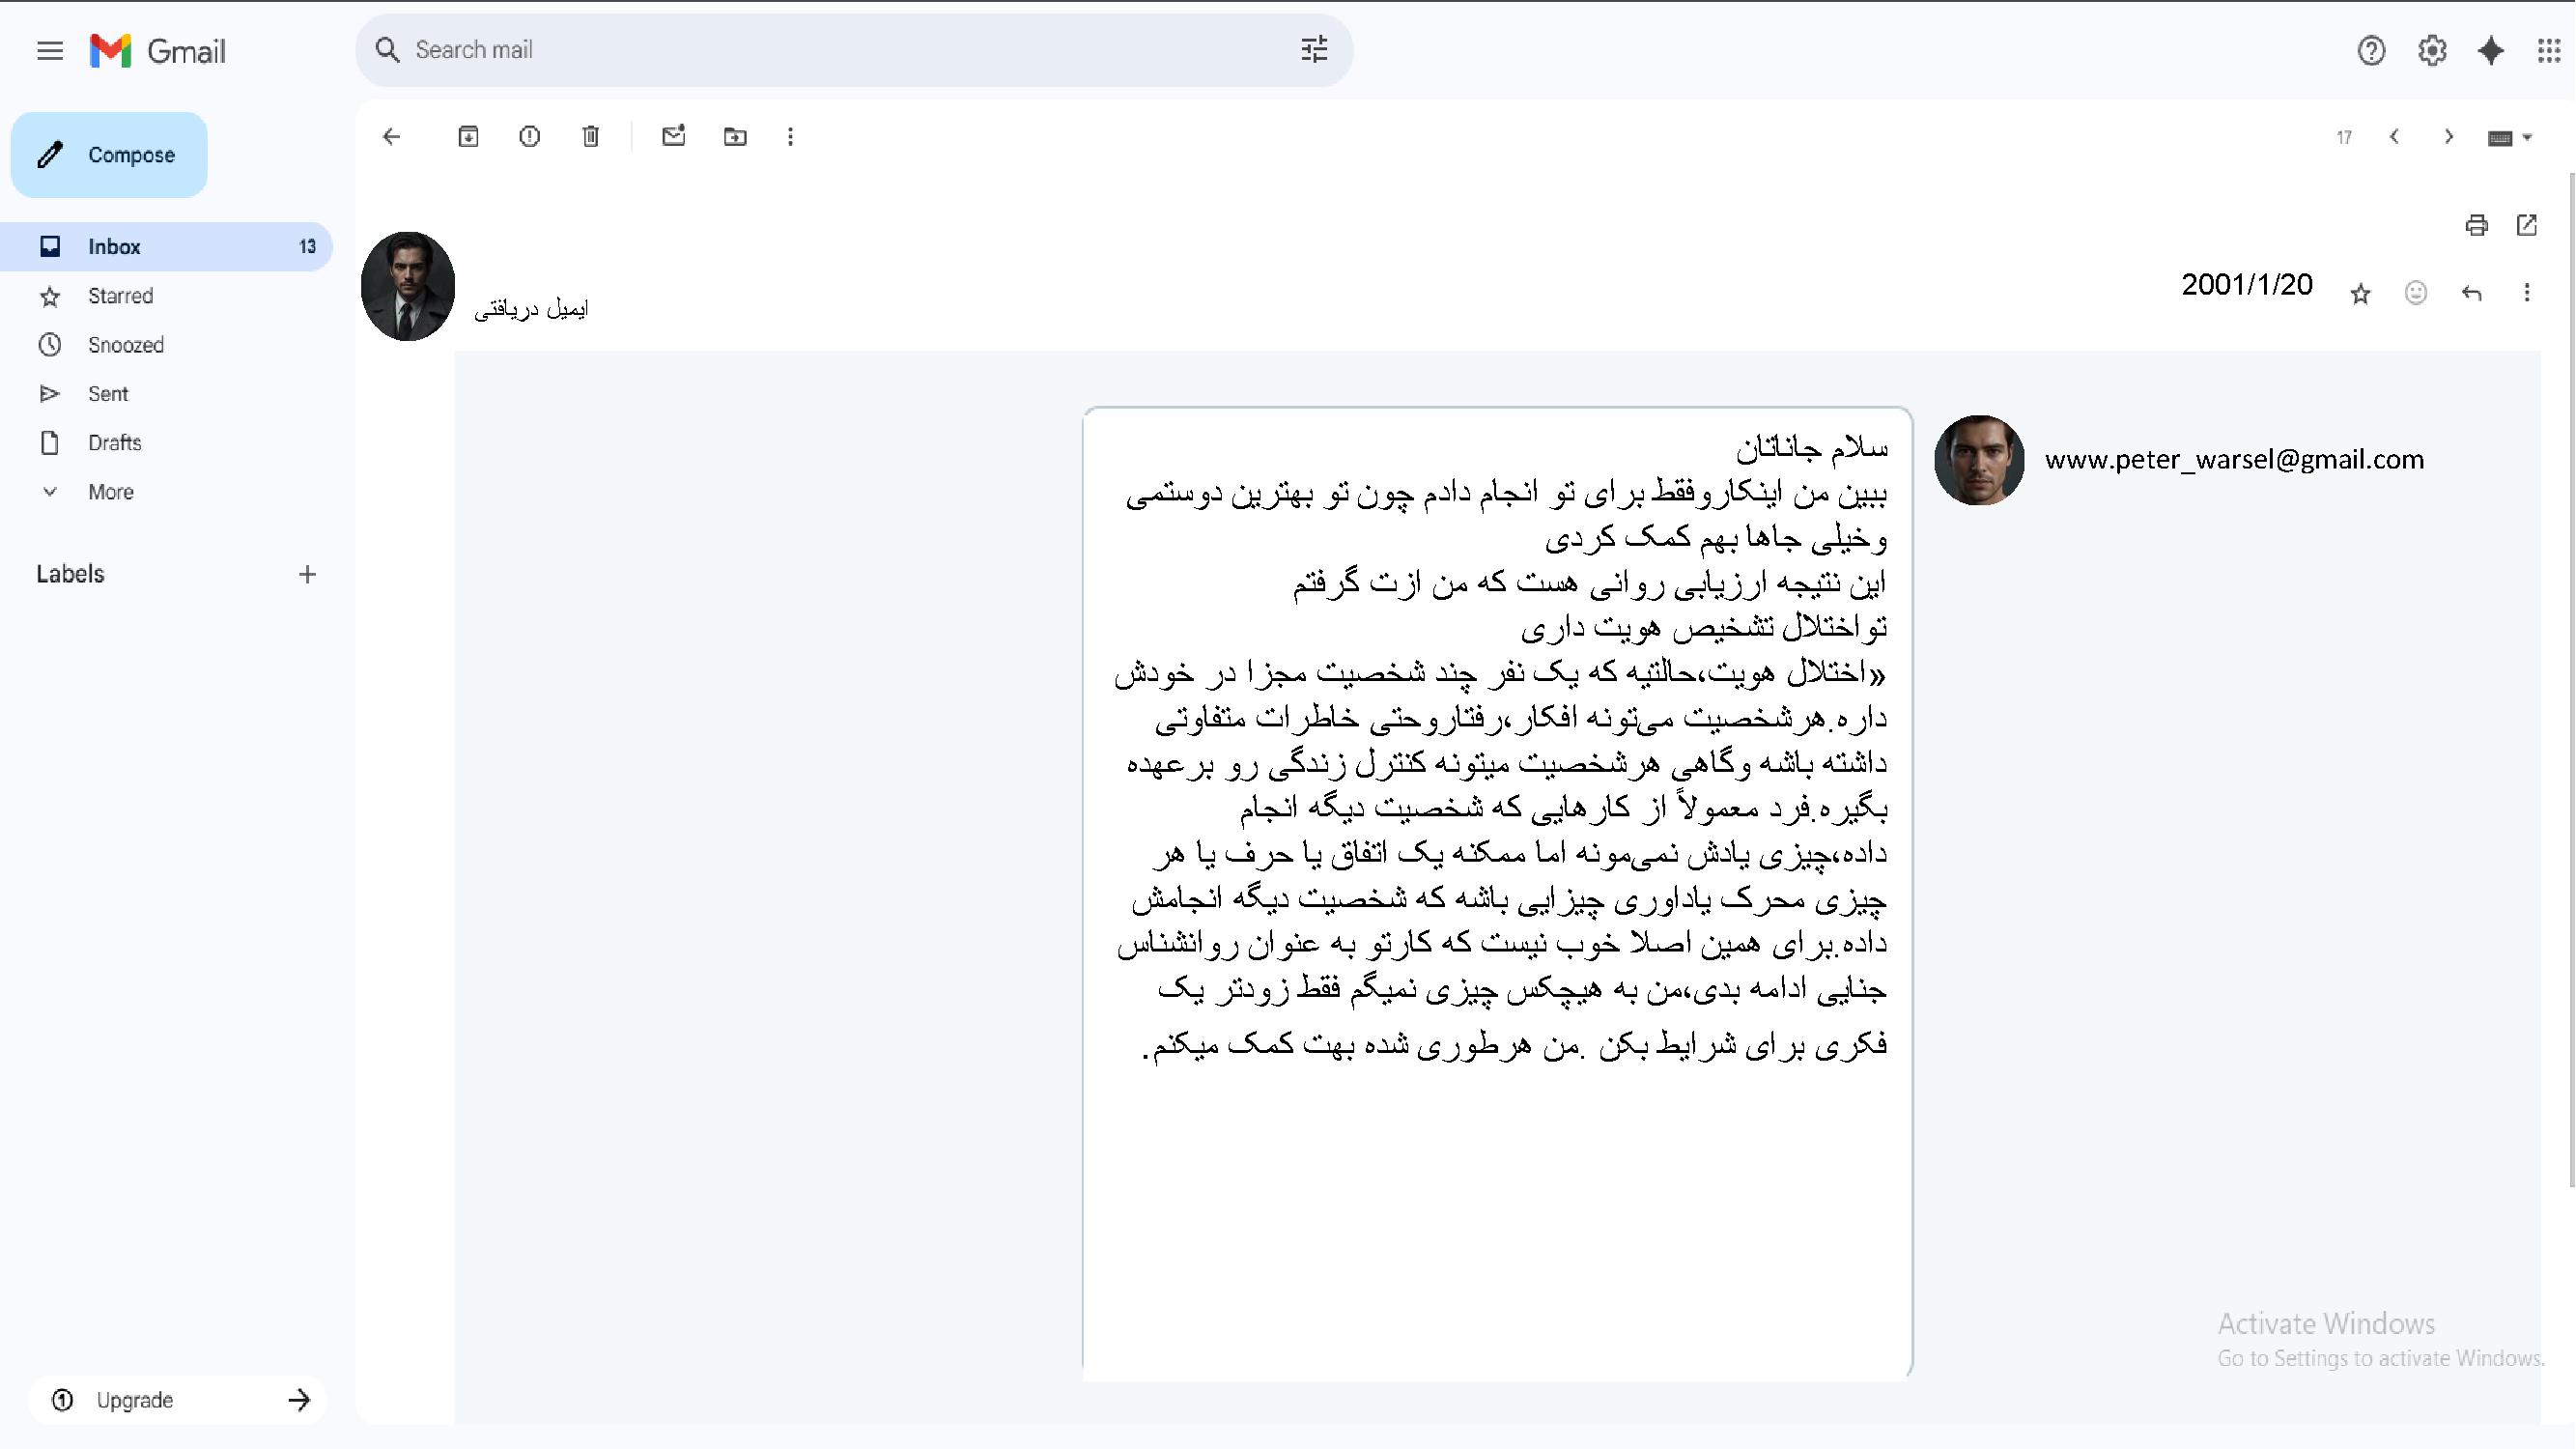 Gmail
Search mail
Compose
17
Inbox 13
Starred
Snoozed
Sent
Drafts
More
Labels
2001/1/20
ایمیل دریافتی
www.peter_warsel@gmail.com
سلام جاناتان
ببین من اینکاروفقط برای تو انجام دادم چون تو بهترین دوستمی
وخیلی جاها بهم کمک کردی
این نتیجه ارزیابی روانی هست که من ازت گرفتم
تواختلال تشخیص هویت داری
«اختلال هویت،حالتیه که یک نفر چند شخصیت مجزا در خودش
داره.هرشخصیت می‌تونه افکار،رفتاروحتی خاطرات متفاوتی
داشته باشه وگاهی هرشخصیت میتونه کنترل زندگی رو برعهده
بگیره.فرد معمولاً از کارهایی که شخصیت دیگه انجام
داده،چیزی یادش نمی‌مونه اما ممکنه یک اتفاق یا حرف یا هر
چیزی محرک یاداوری چیزایی باشه که شخصیت دیگه انجامش
داده.برای همین اصلا خوب نیست که کارتو به عنوان روانشناس
جنایی ادامه بدی،من به هیچکس چیزی نمیگم فقط زودتر یک
فکری برای شرایط بکن .من هرطوری شده بهت کمک میکنم.
Activate Windows
Go to Settings to activate Windows.
Upgrade